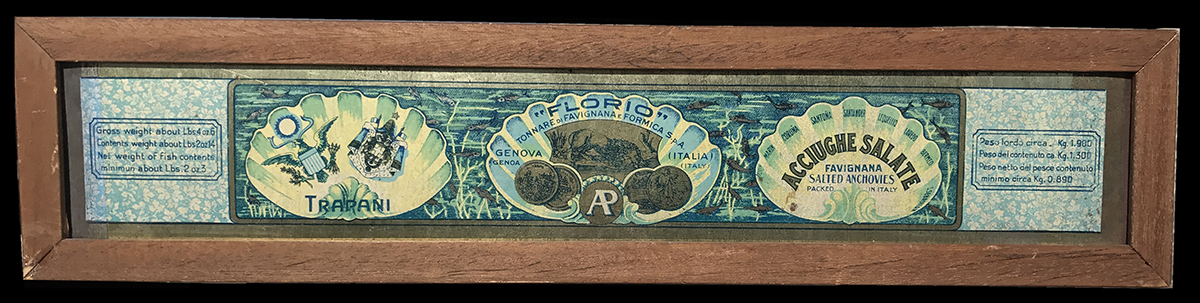 Gross weight about Lbs 4 oz 6
Contents weight about Lbs 2 oz 14
Net weight of fish contents
minimun about Lbs. 2 oz 3
TRAPANI
"FLORIO"
TONNARE DI FAVIGNANA E FORMICA S.P.A.
GENOVA
GENOA
(ITALIA)
(ITALY)
AP
SANTONA
SANTANDER
ACCIUGHE SALATE
FAVIGNANA
SALTED ANCHOVIES
PACKED IN ITALY
Peso lordo circa Kg. 1.980
Peso del contenuto ca. Kg. 1.300
Peso netto del pesce contenuto
minimo circa Kg. 0.890